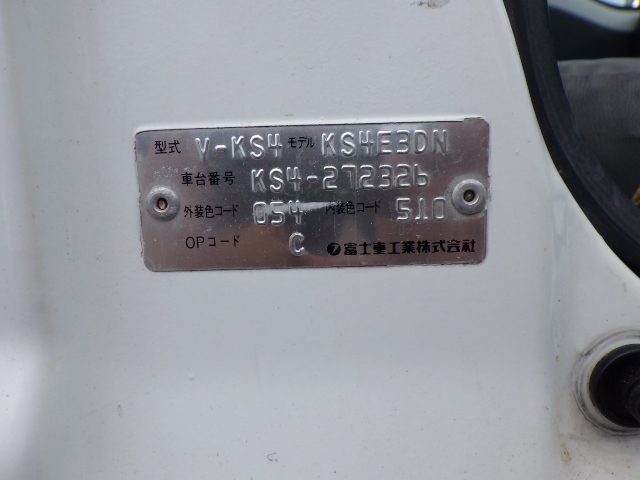 型式 V-KS4 モデル KS4E3DN
車台番号 KS4-272326
外装色コード 054 内装色コード 510
OPコード C 富士重工業株式会社